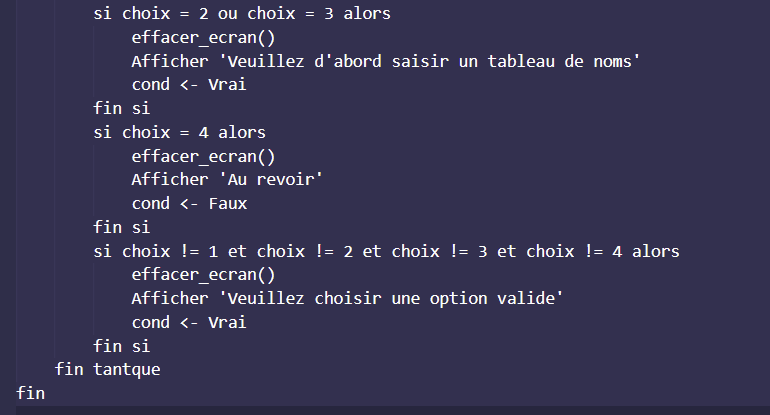 si choix = 2 ou choix = 3 alors
effacer_ecran()
Afficher 'Veuillez d'abord saisir un tableau de noms'
cond <- Vrai
fin si
si choix = 4 alors
effacer_ecran()
Afficher 'Au revoir'
cond <- Faux
fin si
si choix != 1 et choix != 2 et choix != 3 et choix != 4 alors
effacer_ecran()
Afficher 'Veuillez choisir une option valide'
cond <- Vrai
fin si
fin tantque
fin